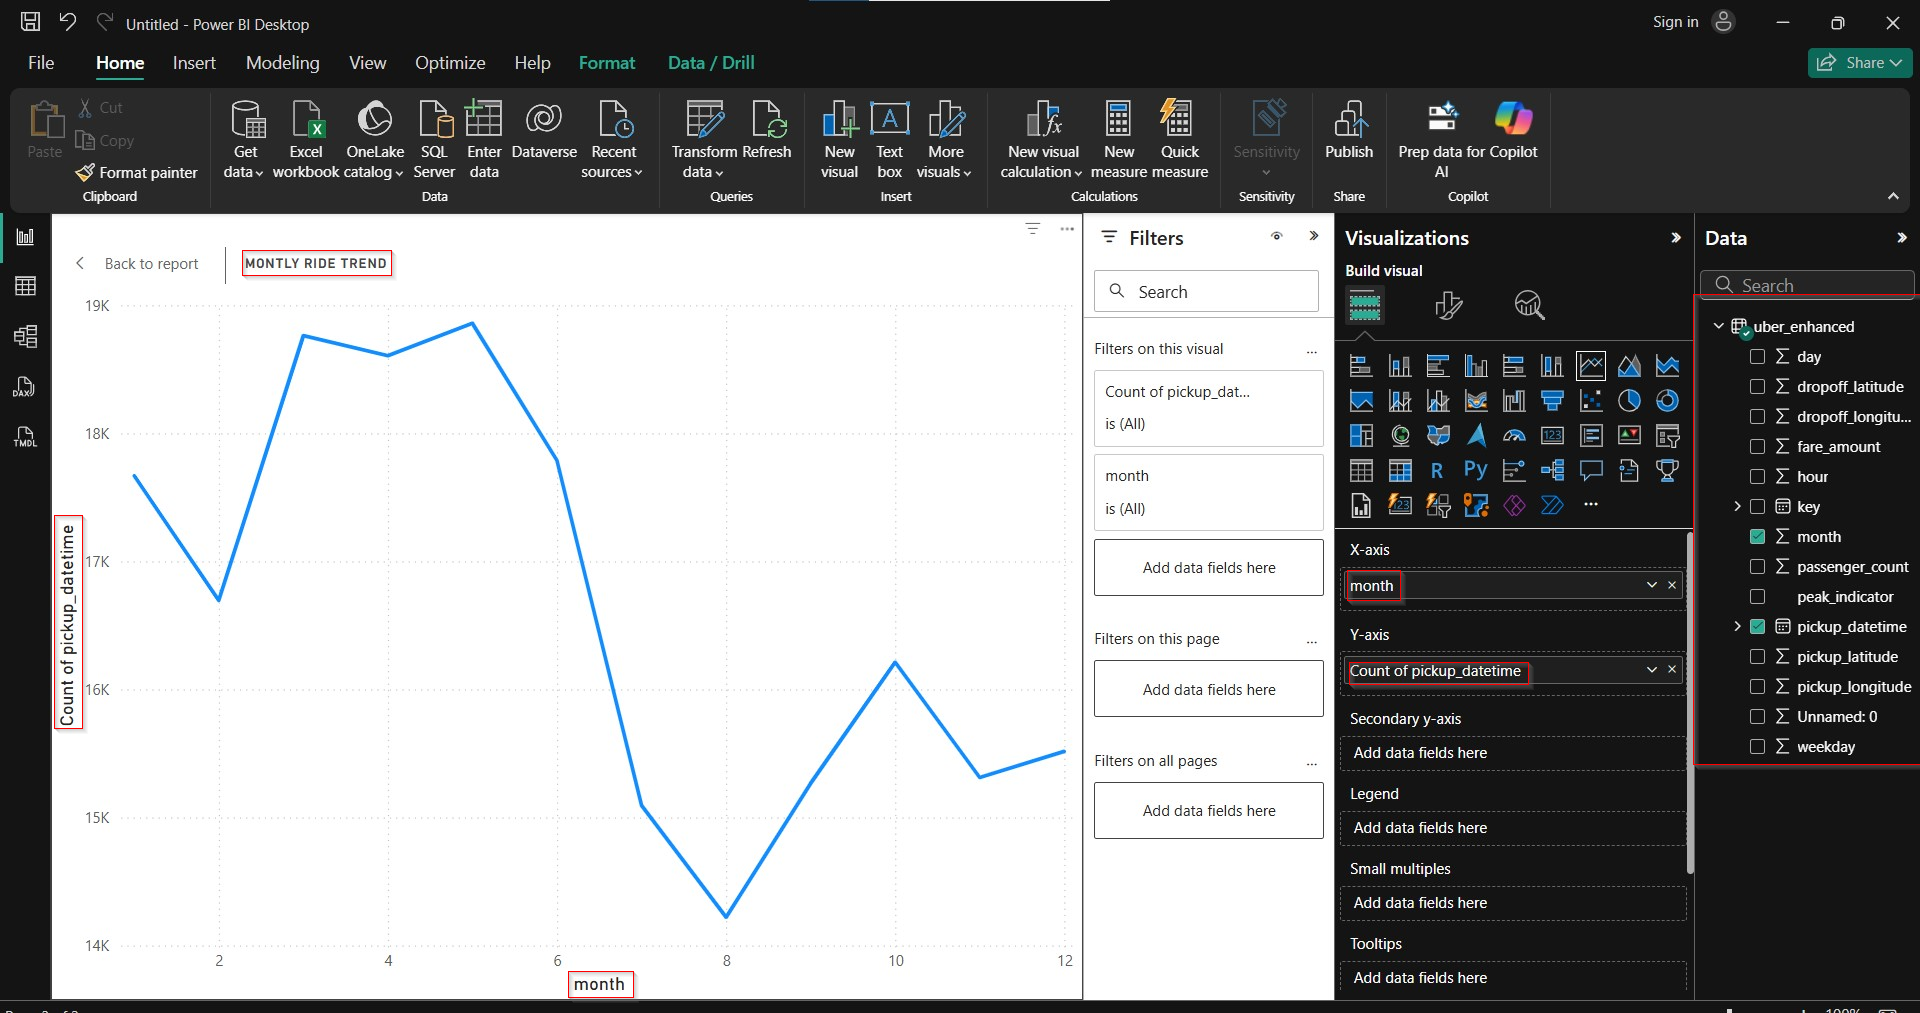 Untitled - Power BI Desktop
Sign in
File Home Insert Modeling View Optimize Help Format Data / Drill
Share
Paste
Cut
Copy
Format painter
Clipboard
Get data
Excel workbook
OneLake catalog
SQL Server
Enter data
Dataverse
Recent sources
Data
Transform data
Refresh
Queries
New visual
Text box
More visuals
Insert
New visual calculation
New measure
Quick measure
Calculations
Sensitivity
Sensitivity
Publish
Share
Prep data for AI
Copilot
Copilot
DAX
TMDL
Back to report
MONTLY RIDE TREND
19K
18K
17K
16K
15K
14K
Count of pickup_datetime
2 4 6 8 10 12
month
Filters
Search
Filters on this visual
...
Count of pickup_dat...
is (All)
month
is (All)
Add data fields here
Filters on this page
...
Add data fields here
Filters on all pages
...
Add data fields here
Visualizations
Build visual
123
R
Py
123
...
X-axis
month
Y-axis
Count of pickup_datetime
Secondary y-axis
Add data fields here
Legend
Add data fields here
Small multiples
Add data fields here
Tooltips
Add data fields here
Data
Search
uber_enhanced
day
dropoff_latitude
dropoff_longitu...
fare_amount
hour
key
month
passenger_count
peak_indicator
pickup_datetime
pickup_latitude
pickup_longitude
Unnamed: 0
weekday